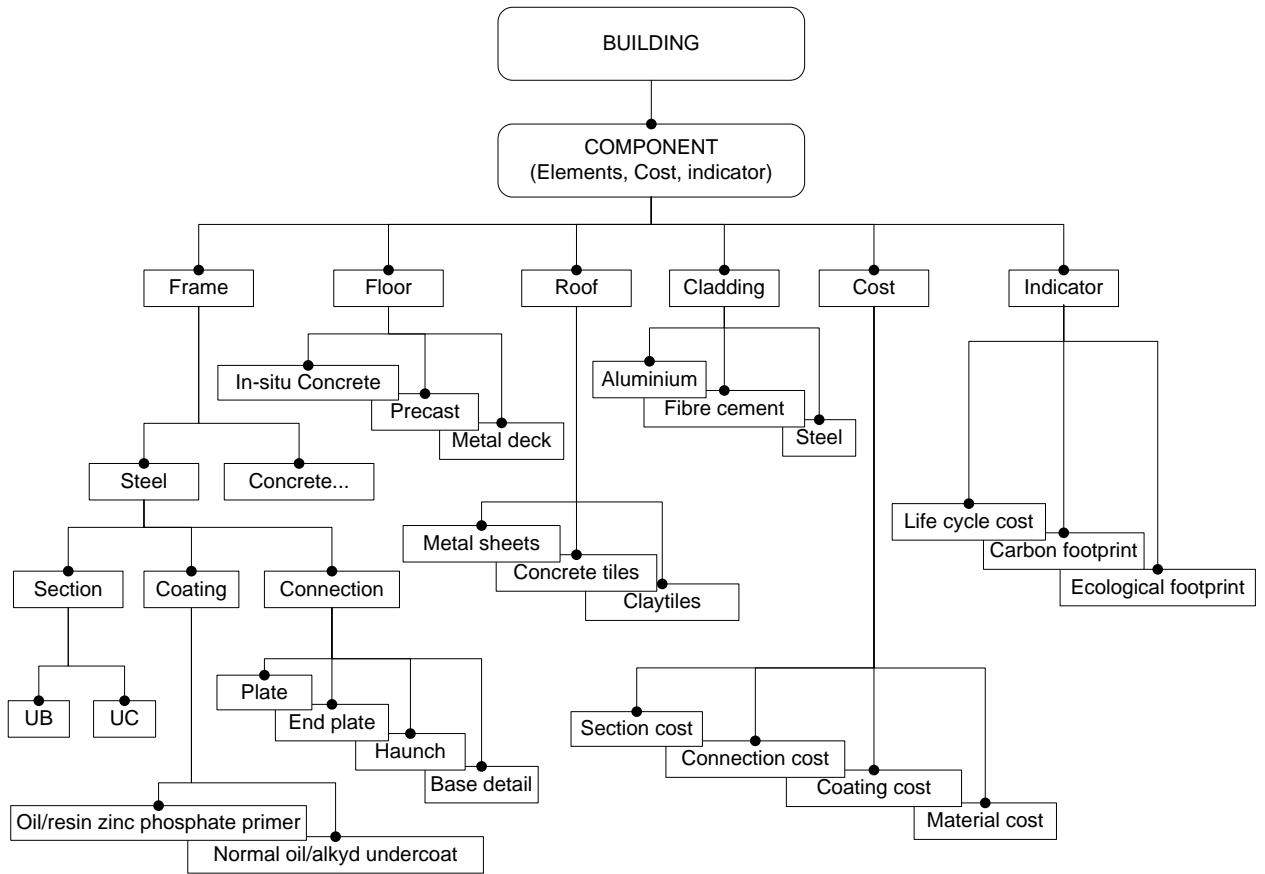 BUILDING
COMPONENT
(Elements, Cost, indicator)
Frame
Floor
Roof
Cladding
Cost
Indicator
In-situ Concrete
Precast
Metal deck
Aluminium
Fibre cement
Steel
Steel
Concrete...
Life cycle cost
Carbon footprint
Ecological footprint
Metal sheets
Concrete tiles
Claytiles
Section
Coating
Connection
UB
UC
Plate
End plate
Haunch
Base detail
Section cost
Connection cost
Coating cost
Material cost
Oil/resin zinc phosphate primer
Normal oil/alkyd undercoat